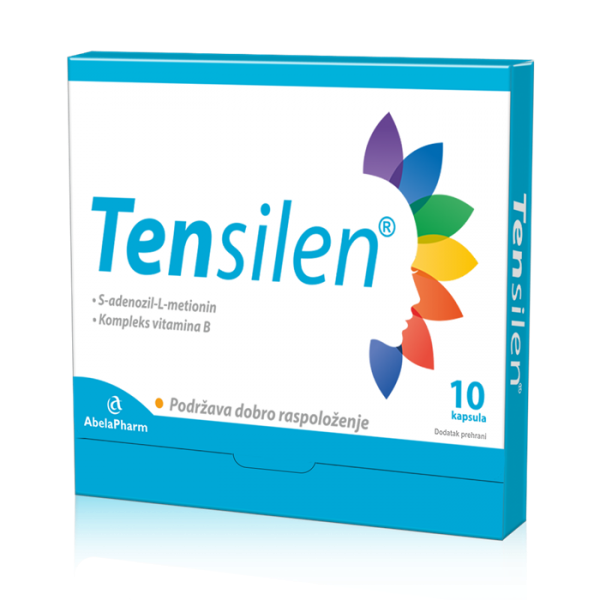 Tensilen®
• S-adenozil-L-metionin
• Kompleks vitamina B
AbelaPharm
• Podržava dobro raspoloženje
10
kapsula
Dodatak prehrani
Tensilen®